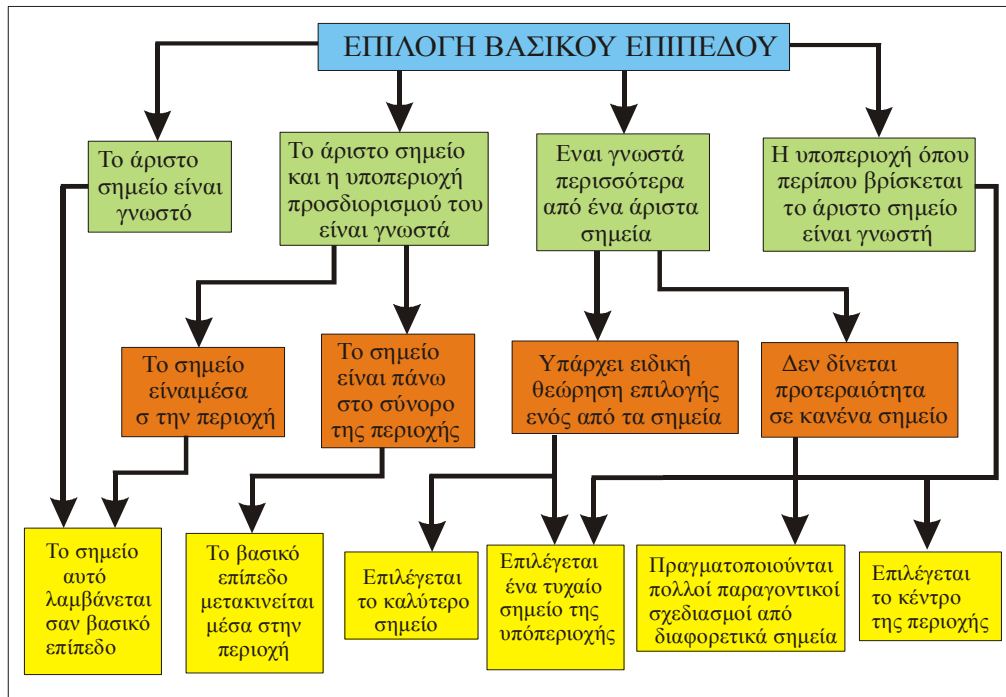 ΕΠΙΛΟΓΗ ΒΑΣΙΚΟΥ ΕΠΙΠΕΔΟΥ
Το άριστο
σημείο είναι
γνωστό
Το άριστο σημείο
και η υποπεριοχή
προσδιορισμού του
είναι γνωστά
Εναι γνωστά
περισσότερα
από ένα άριστα
σημεία
Η υποπεριοχή όπου
περίπου βρίσκεται
το άριστο σημείο
είναι γνωστή
Το σημείο
είναιμέσα
σ την περιοχή
Το σημείο
είναι πάνω
στο σύνορο
της περιοχής
Υπάρχει ειδική
θεώρηση επιλογής
ενός από τα σημεία
Δεν δίνεται
προτεραιότητα
σε κανένα σημείο
Το σημείο
αυτό
λαμβάνεται
σαν βασικό
επίπεδο
Το βασικό
επίπεδο
μετακινείται
μέσα στην
περιοχή
Επιλέγεται
το καλύτερο
σημείο
Επιλέγεται
ένα τυχαίο
σημείο της
υπόπεριοχής
Πραγματοποιούνται
πολλοί παραγοντικοί
σχεδιασμοί από
διαφορετικά σημεία
Επιλέγεται
το κέντρο
της περιοχής